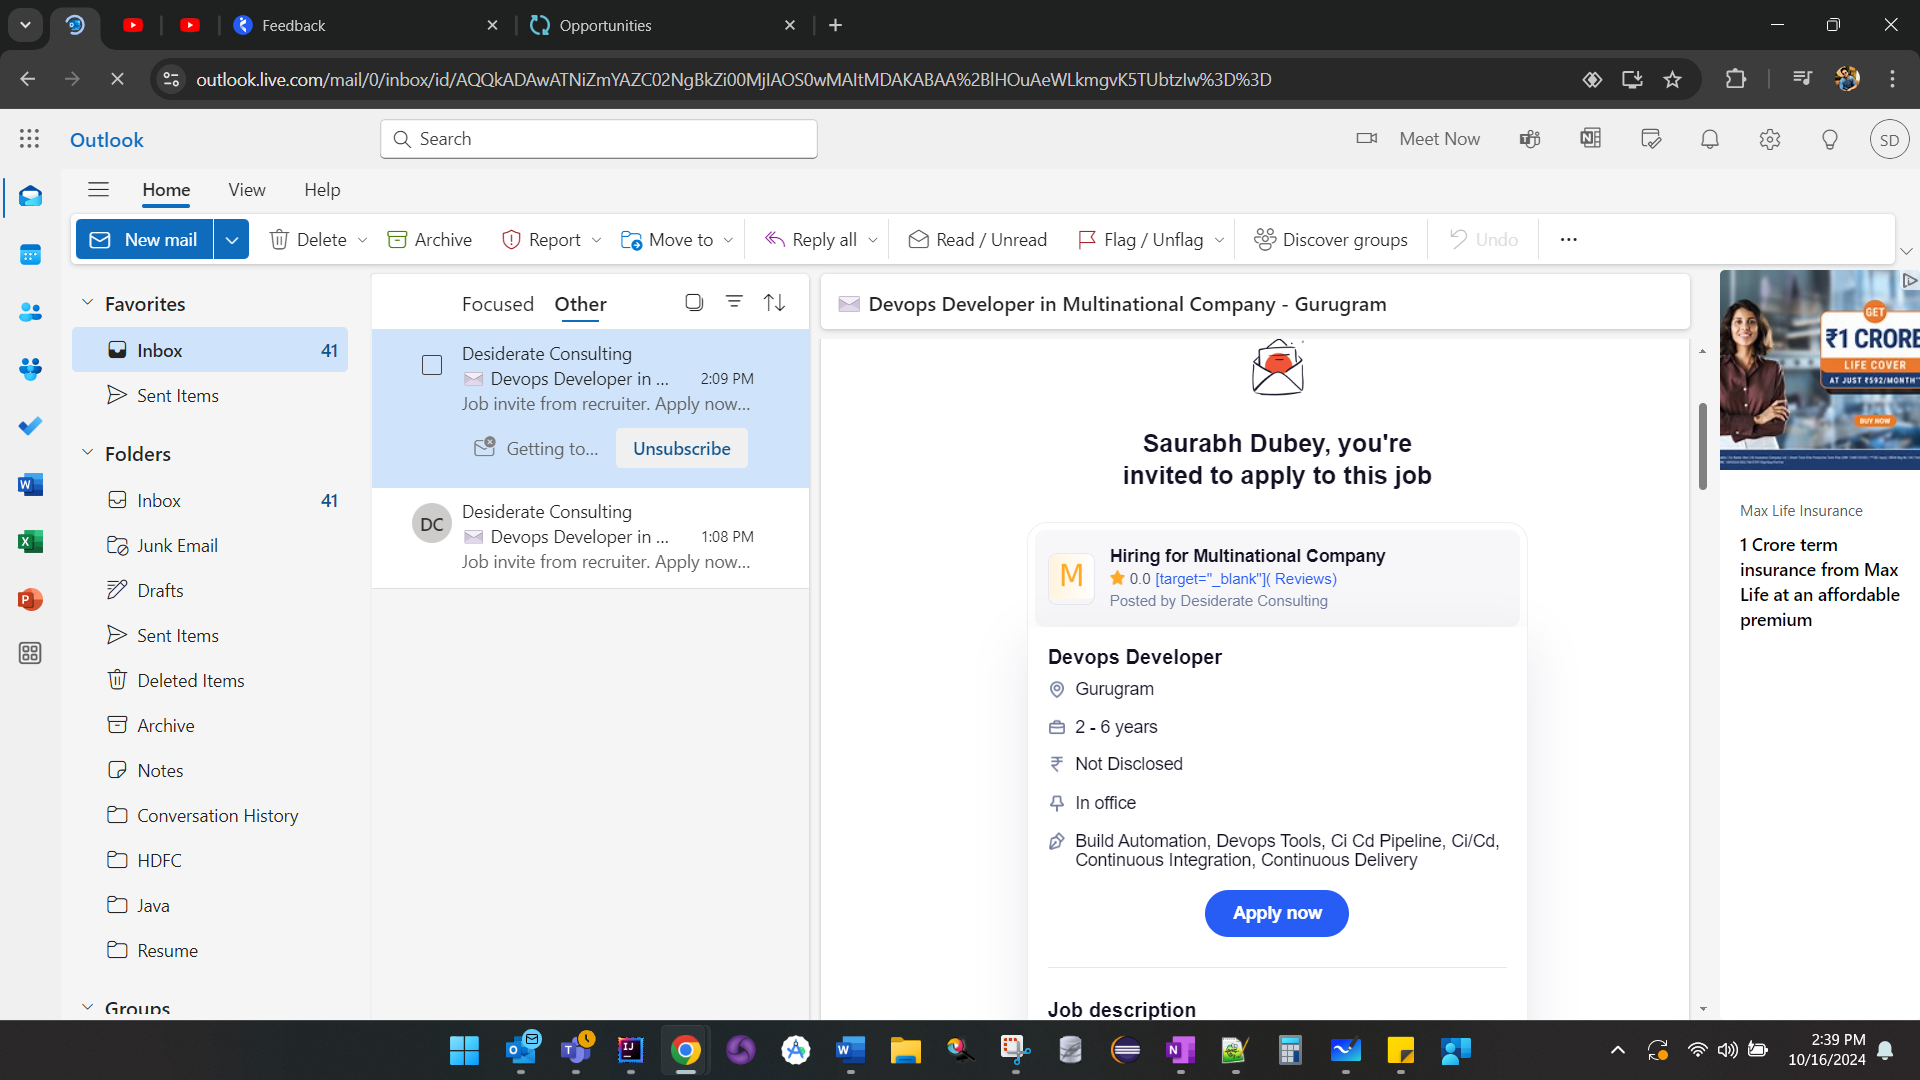 Feedback
Opportunities
outlook.live.com/mail/0/inbox/id/AQQkADAwATNiZmYAZC02NgBkZi00MjIAOS0wMAItMDAKABAA%2BlHOuAeWLkmgvK5TUbtzIw%3D%3D
Outlook
Search
Meet Now
SD
Home
View
Help
New mail
Delete
Archive
Report
Move to
Reply all
Read / Unread
Flag / Unflag
Discover groups
Undo
Favorites
Inbox 41
Sent Items
Folders
Inbox 41
Junk Email
Drafts
Sent Items
Deleted Items
Archive
Notes
Conversation History
HDFC
Java
Resume
Groups
Focused
Other
Desiderate Consulting
Devops Developer in ... 2:09 PM
Job invite from recruiter. Apply now...
Getting to...
Unsubscribe
DC
Desiderate Consulting
Devops Developer in ... 1:08 PM
Job invite from recruiter. Apply now...
Devops Developer in Multinational Company - Gurugram
Saurabh Dubey, you're
invited to apply to this job
M
Hiring for Multinational Company
0.0 [target="_blank"]( Reviews)
Posted by Desiderate Consulting
Devops Developer
Gurugram
2 - 6 years
Not Disclosed
In office
Build Automation, Devops Tools, Ci Cd Pipeline, Ci/Cd,
Continuous Integration, Continuous Delivery
Apply now
Job description
GET
₹1 CRORE
LIFE COVER
AT JUST ₹592/MONTH
BUY NOW
Max Life Insurance
1 Crore term
insurance from Max
Life at an affordable
premium
2:39 PM
10/16/2024